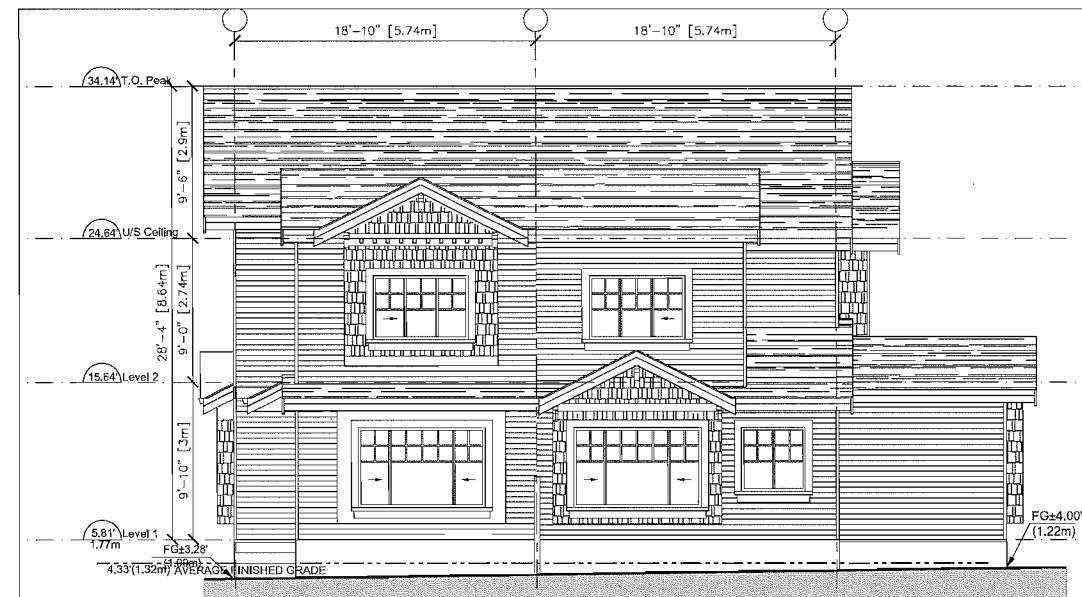 18'-10" [5.74m]
18'-10" [5.74m]
34.14' T.O. Peak
9'-6" [2.9m]
24.64' U/S Ceiling
28'-4" [8.64m]
9'-0" [2.74m]
15.64' Level 2
9'-10" [3m]
5.81' Level 1
1.77m
FG±3.28'
(1.00m)
4.33'(1.32m) AVERAGE FINISHED GRADE
FG±4.00'
(1.22m)